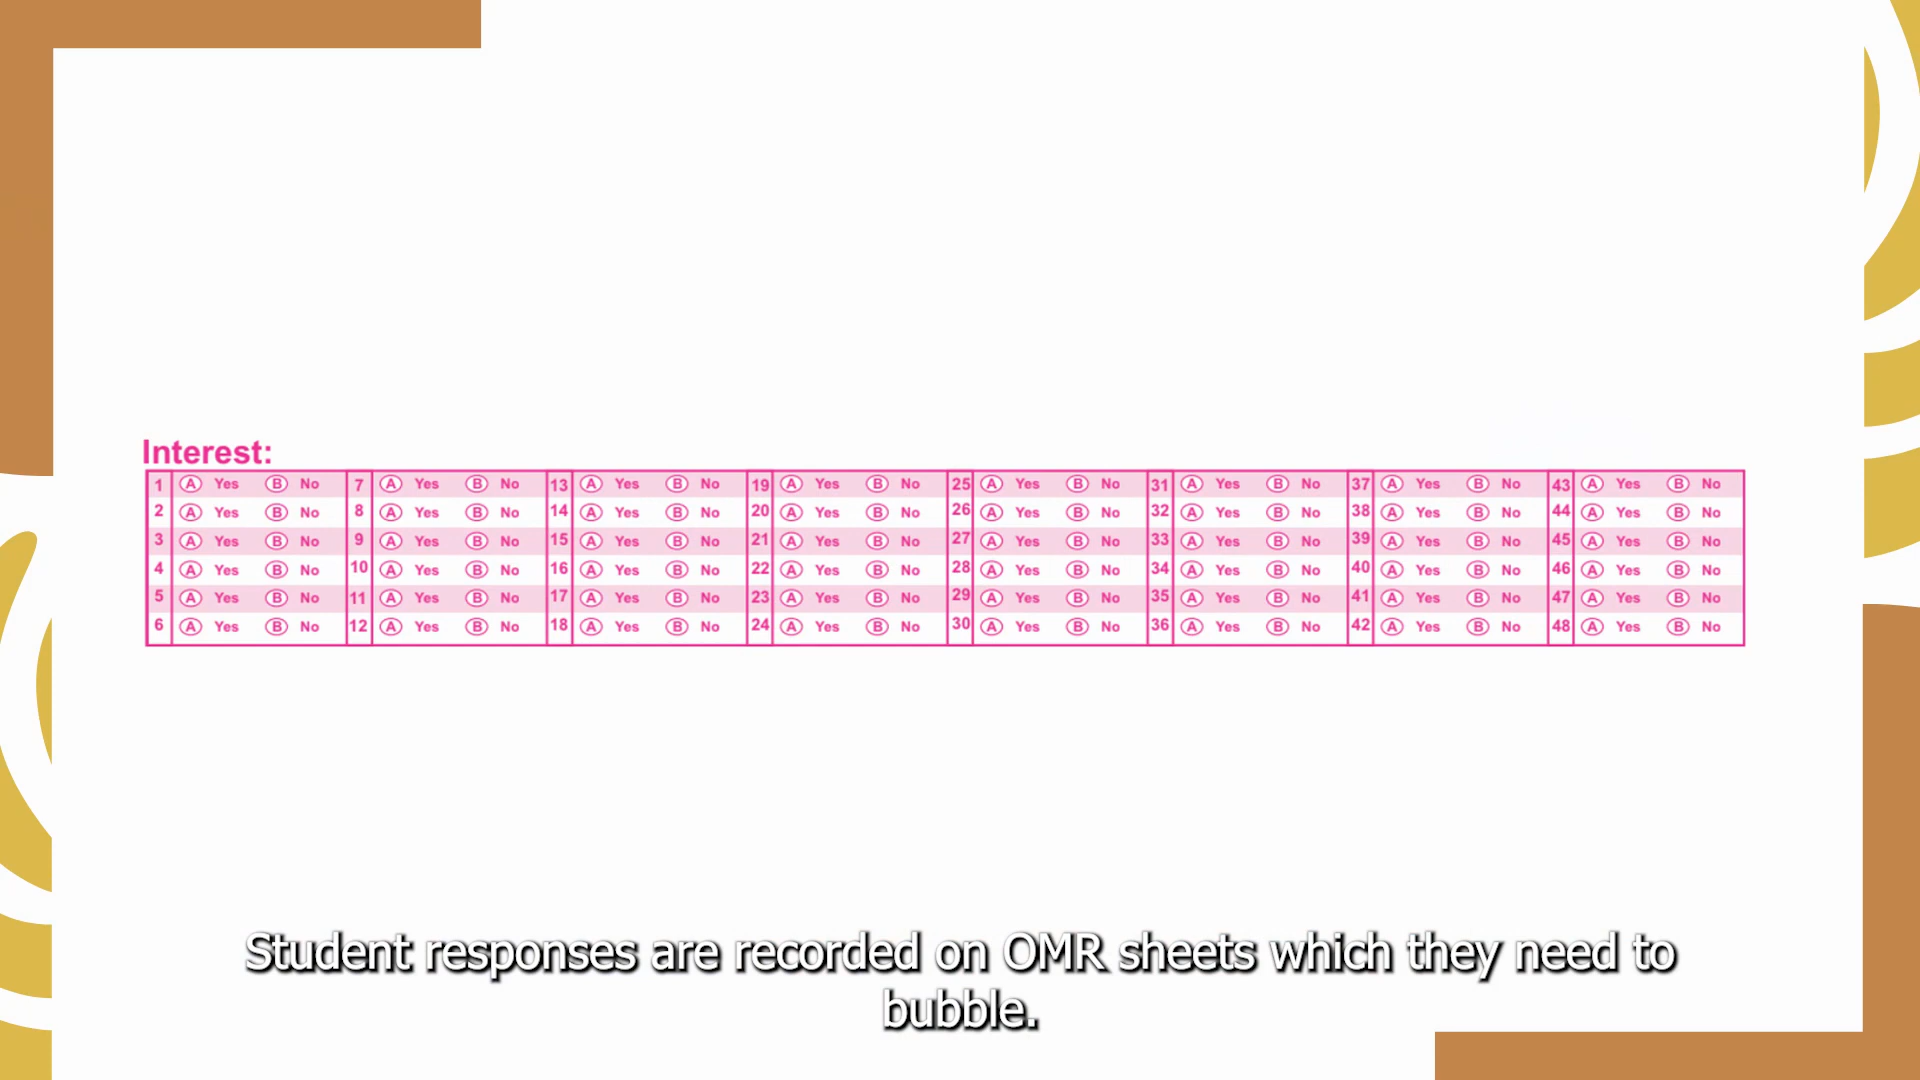 Interest:
1 A Yes B No 7 A Yes B No 13 A Yes B No 19 A Yes B No 25 A Yes B No 31 A Yes B No 37 A Yes B No 43 A Yes B No
2 A Yes B No 8 A Yes B No 14 A Yes B No 20 A Yes B No 26 A Yes B No 32 A Yes B No 38 A Yes B No 44 A Yes B No
3 A Yes B No 9 A Yes B No 15 A Yes B No 21 A Yes B No 27 A Yes B No 33 A Yes B No 39 A Yes B No 45 A Yes B No
4 A Yes B No 10 A Yes B No 16 A Yes B No 22 A Yes B No 28 A Yes B No 34 A Yes B No 40 A Yes B No 46 A Yes B No
5 A Yes B No 11 A Yes B No 17 A Yes B No 23 A Yes B No 29 A Yes B No 35 A Yes B No 41 A Yes B No 47 A Yes B No
6 A Yes B No 12 A Yes B No 18 A Yes B No 24 A Yes B No 30 A Yes B No 36 A Yes B No 42 A Yes B No 48 A Yes B No
Student responses are recorded on OMR sheets which they need to
bubble.